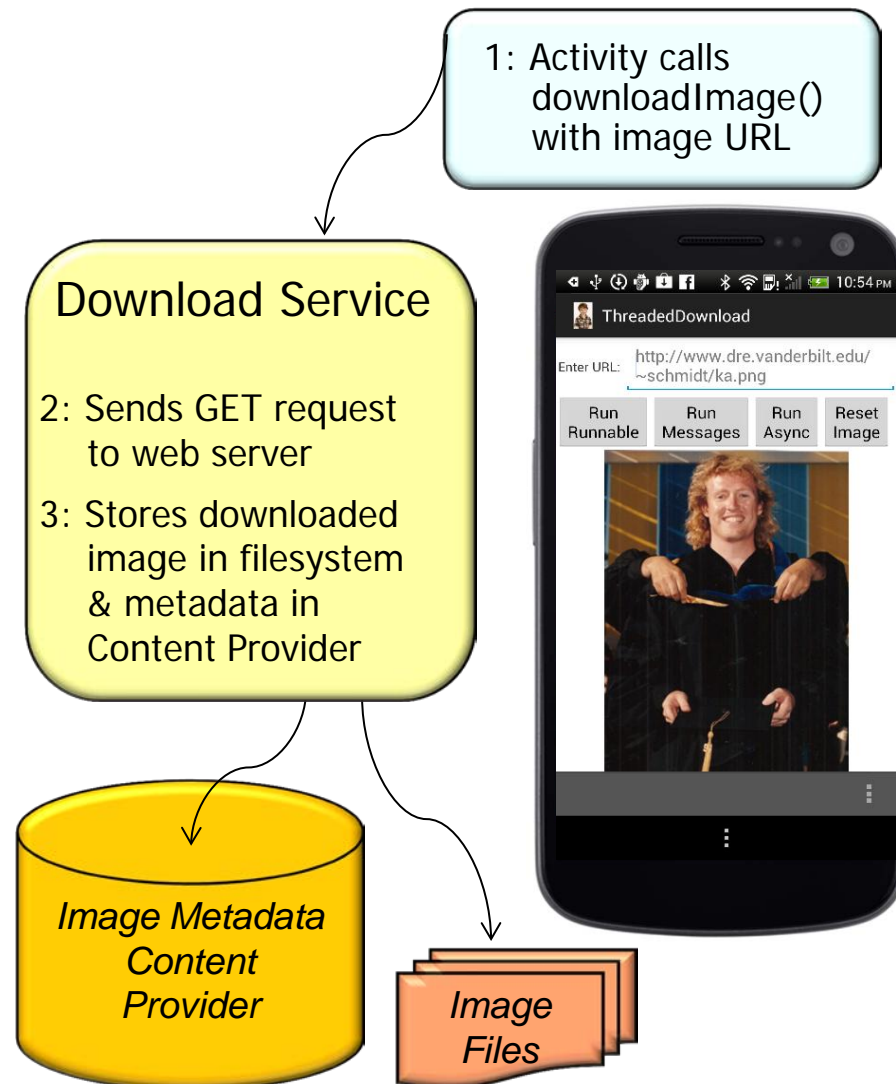 1: Activity calls
downloadImage()
with image URL
Download Service
2: Sends GET request
to web server
3: Stores downloaded
image in filesystem
& metadata in
Content Provider
Image Metadata
Content
Provider
Image
Files
10:54 PM
ThreadedDownload
Enter URL:
http://www.dre.vanderbilt.edu/
~schmidt/ka.png
Run
Runnable
Run
Messages
Run
Async
Reset
Image